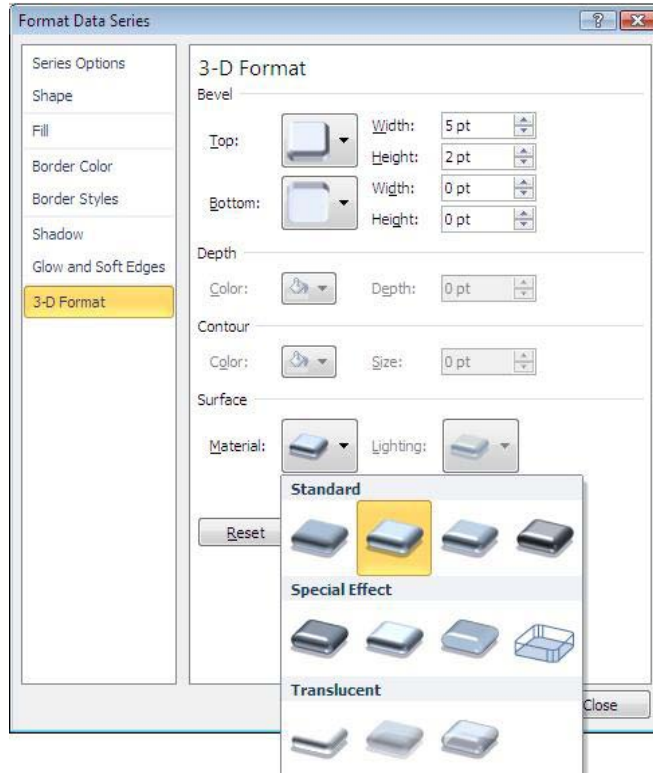 Format Data Series
Series Options
Shape
Fill
Border Color
Border Styles
Shadow
Glow and Soft Edges
3-D Format
3-D Format
Bevel
Top:
Width: 5 pt
Height: 2 pt
Bottom:
Width: 0 pt
Height: 0 pt
Depth
Color:
Depth: 0 pt
Contour
Color:
Size: 0 pt
Surface
Material:
Lighting:
Reset
Standard
Special Effect
Translucent
Close